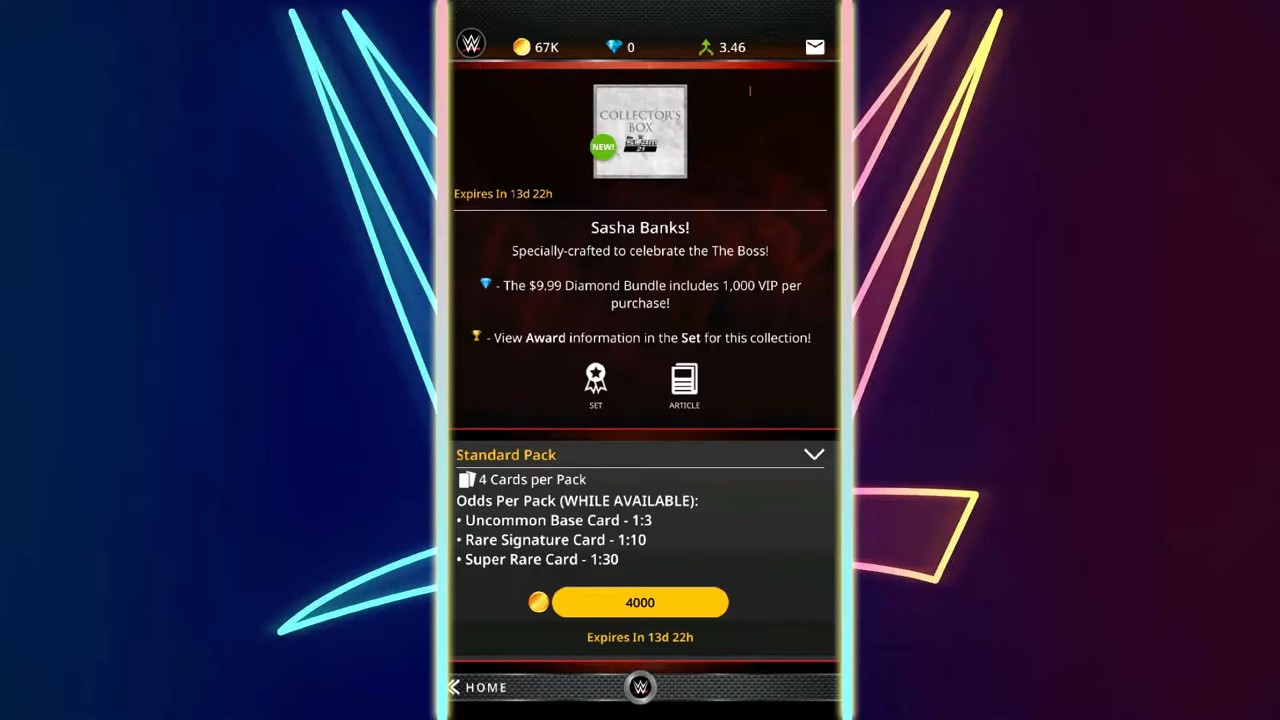 67K
0
3.46
COLLECTOR'S
BOX
SLAM
21
NEW!
Expires In 13d 22h
Sasha Banks!
Specially-crafted to celebrate the The Boss!
- The $9.99 Diamond Bundle includes 1,000 VIP per
purchase!
- View Award information in the Set for this collection!
SET
ARTICLE
Standard Pack
4 Cards per Pack
Odds Per Pack (WHILE AVAILABLE):
• Uncommon Base Card - 1:3
• Rare Signature Card - 1:10
• Super Rare Card - 1:30
4000
Expires In 13d 22h
HOME